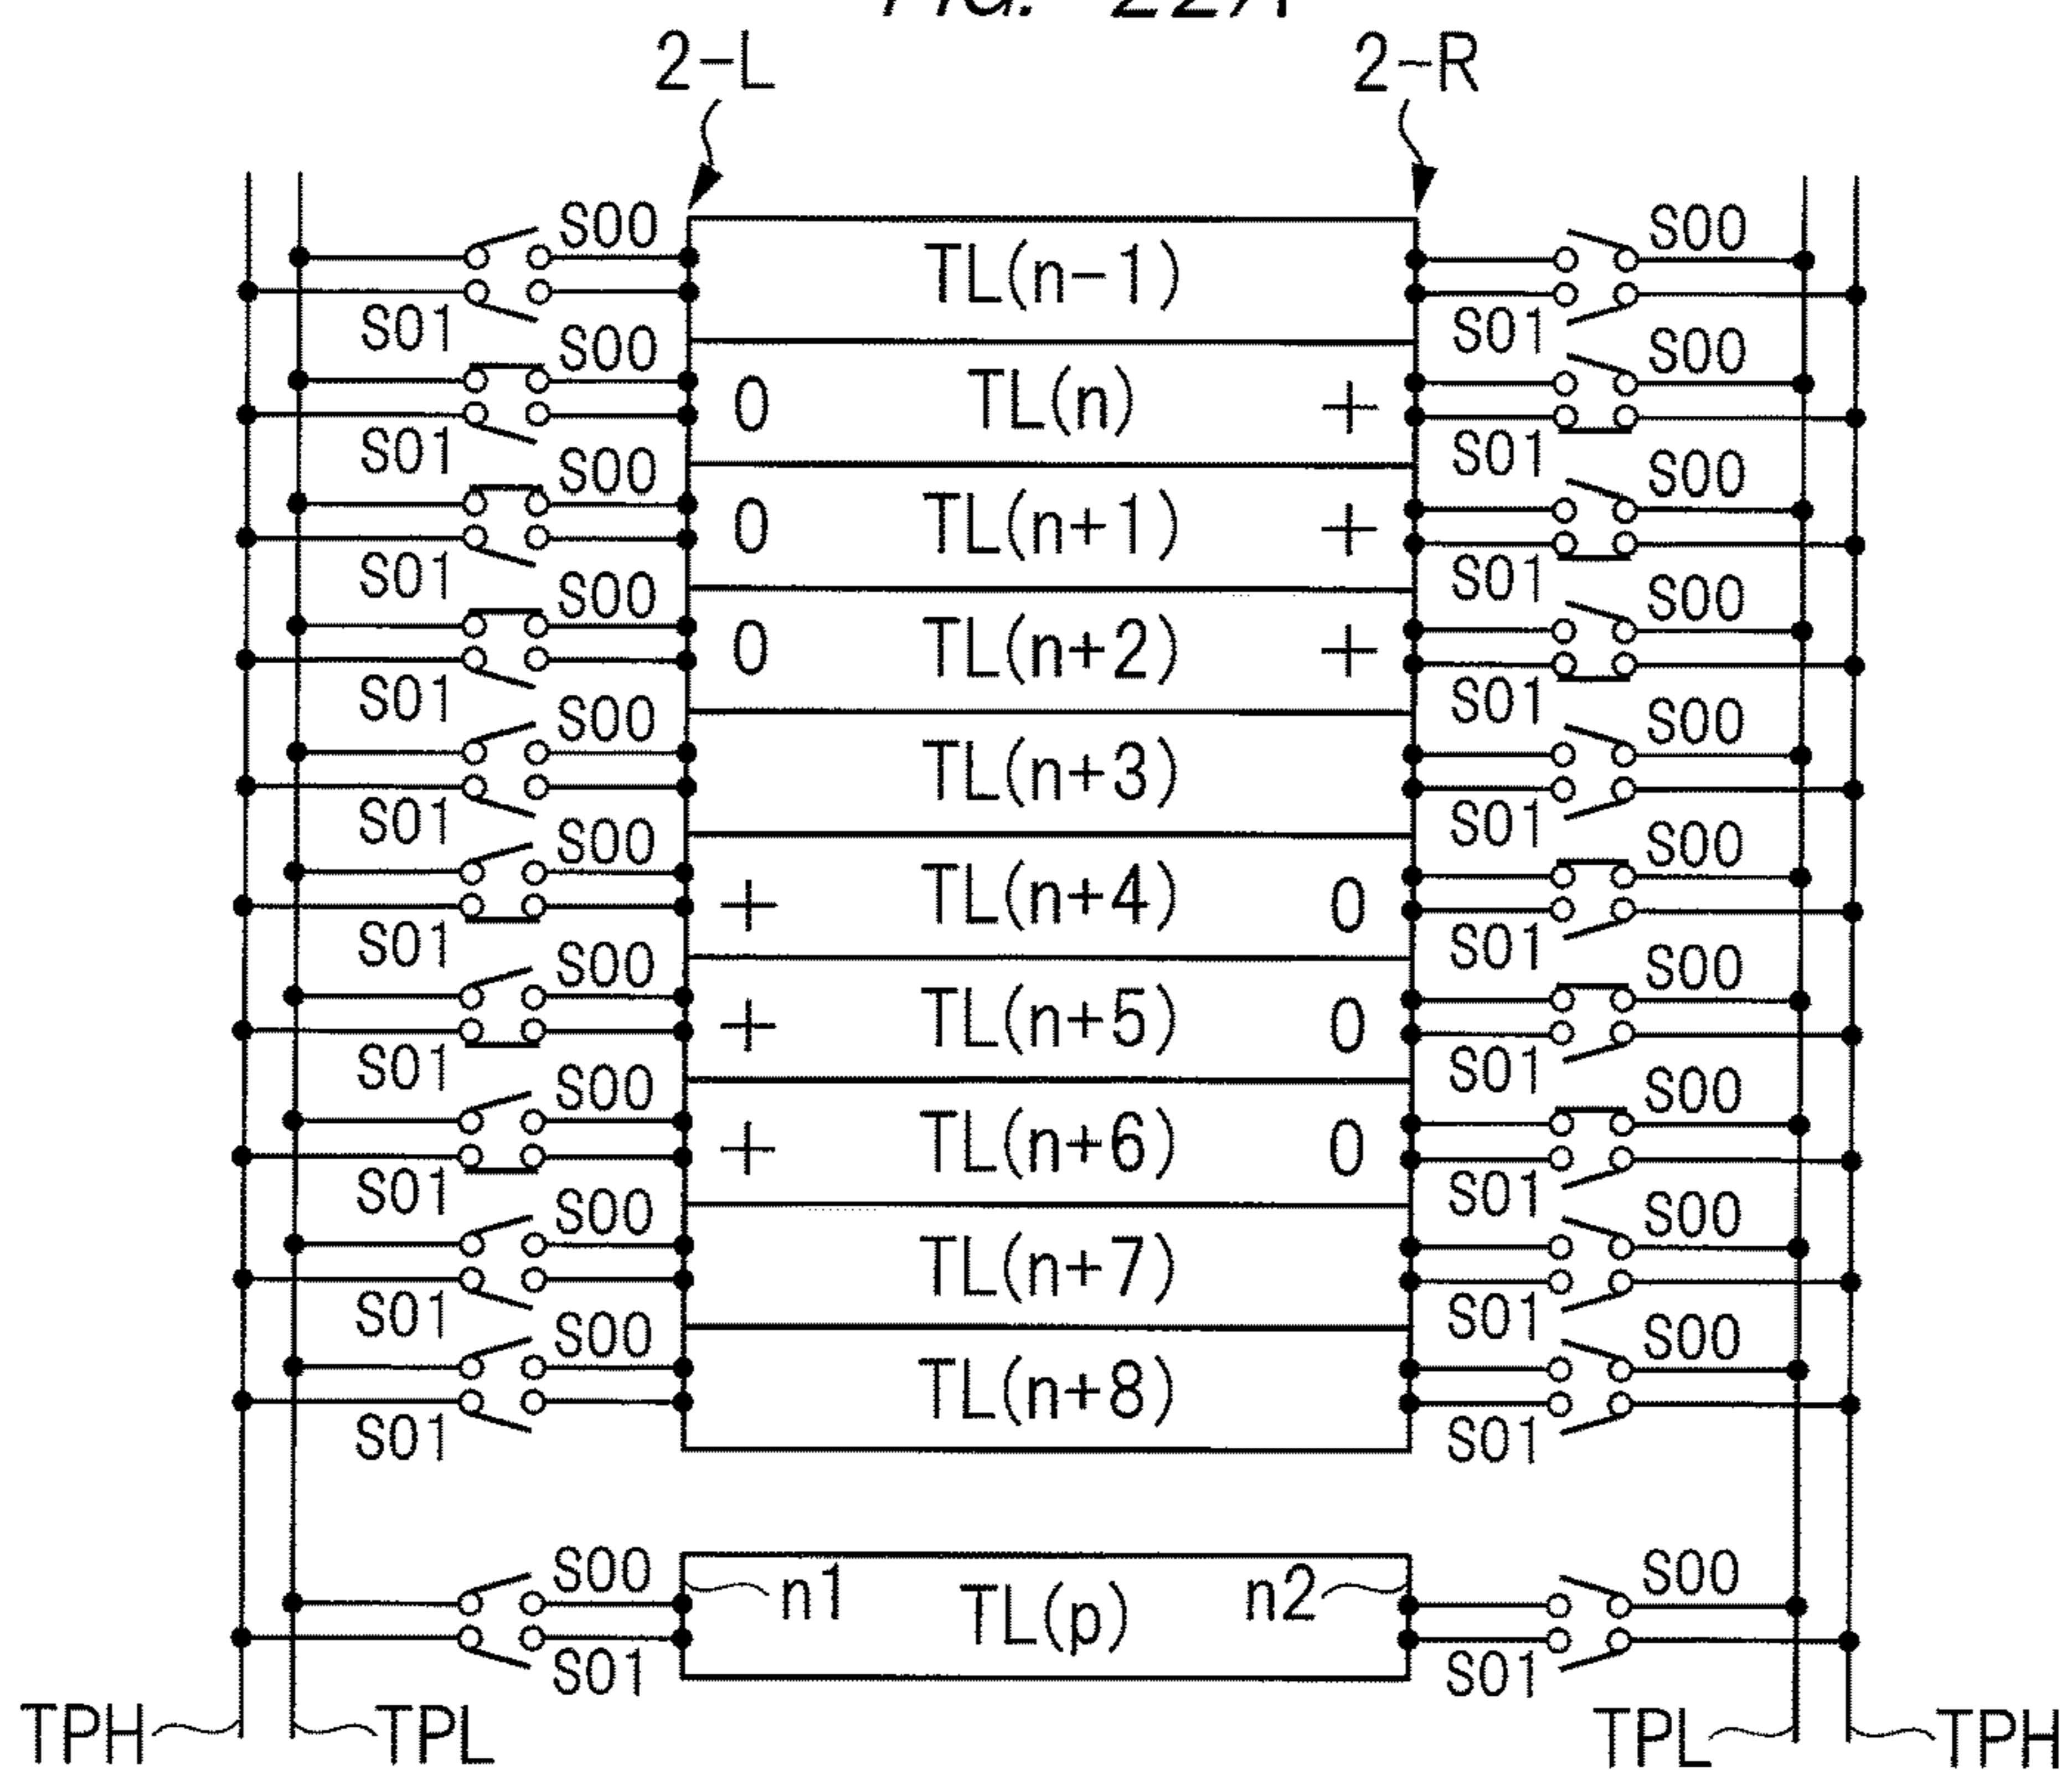 FIG. 22A
2-L 2-R
S00 TL(n-1) S00
S01 S01
S00 0 TL(n) + S00
S01 S01
S00 0 TL(n+1) + S00
S01 S01
S00 0 TL(n+2) + S00
S01 S01
S00 TL(n+3) S00
S01 S01
S00 + TL(n+4) 0 S00
S01 S01
S00 + TL(n+5) 0 S00
S01 S01
S00 + TL(n+6) 0 S00
S01 S01
S00 TL(n+7) S00
S01 S01
S00 TL(n+8) S00
S01 S01
S00 n1 TL(p) n2 S00
S01 S01
TPH TPL TPL TPH